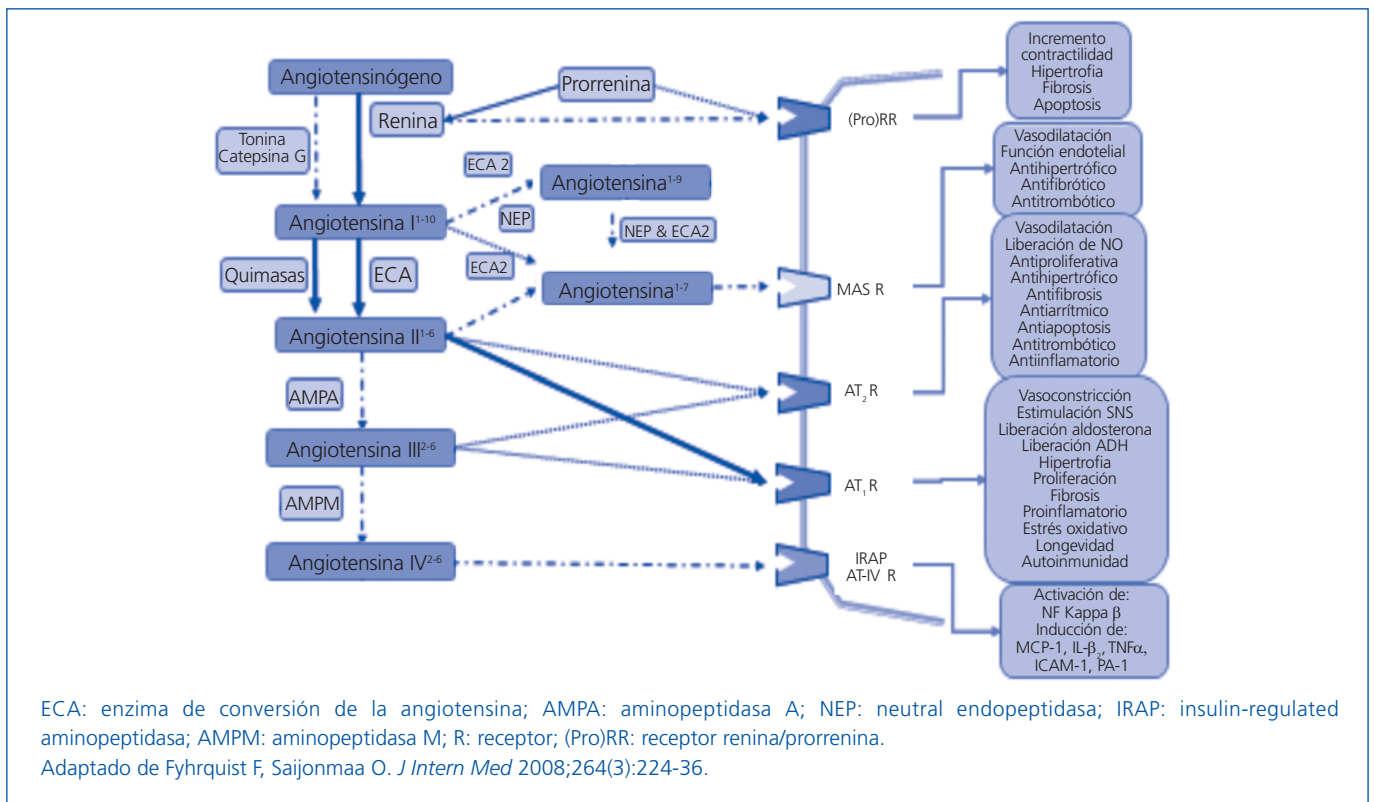 Angiotensinógeno
Prorrenina
Renina
Tonina
Catepsina G
ECA 2
Angiotensina¹⁻⁹
Angiotensina I¹⁻¹⁰
NEP
NEP & ECA2
Quimasas
ECA
ECA2
Angiotensina¹⁻⁷
Angiotensina II¹⁻⁶
AMPA
Angiotensina III²⁻⁶
AMPM
Angiotensina IV²⁻⁶
(Pro)RR
MAS R
AT₂ R
AT₁ R
IRAP
AT-IV R
Incremento
contractilidad
Hipertrofia
Fibrosis
Apoptosis
Vasodilatación
Función endotelial
Antihipertrófico
Antifibrótico
Antitrombótico
Vasodilatación
Liberación de NO
Antiproliferativa
Antihipertrófico
Antifibrosis
Antiarrítmico
Antiapoptosis
Antitrombótico
Antiinflamatorio
Vasoconstricción
Estimulación SNS
Liberación aldosterona
Liberación ADH
Hipertrofia
Proliferación
Fibrosis
Proinflamatorio
Estrés oxidativo
Longevidad
Autoinmunidad
Activación de:
NF Kappa β
Inducción de:
MCP-1, IL-β₂, TNFα,
ICAM-1, PA-1
ECA: enzima de conversión de la angiotensina; AMPA: aminopeptidasa A; NEP: neutral endopeptidasa; IRAP: insulin-regulated
aminopeptidasa; AMPM: aminopeptidasa M; R: receptor; (Pro)RR: receptor renina/prorrenina.
Adaptado de Fyhrquist F, Saijonmaa O. J Intern Med 2008;264(3):224-36.